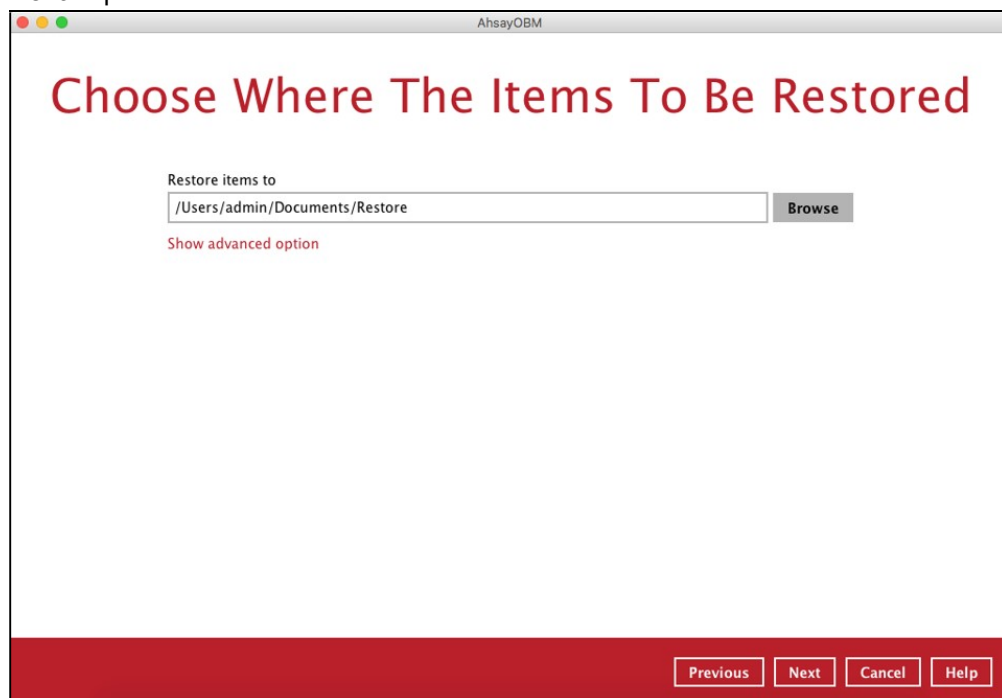 AhsayOBM
Choose Where The Items To Be Restored
Restore items to
/Users/admin/Documents/Restore
Browse
Show advanced option
Previous Next Cancel Help